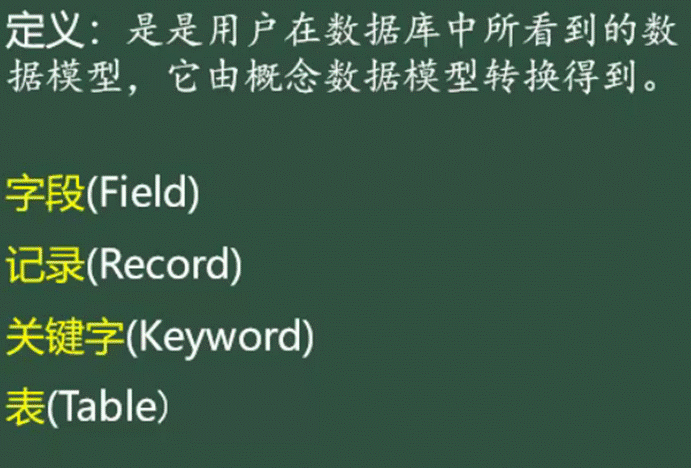 定义：是是用户在数据库中所看到的数
据模型，它由概念数据模型转换得到。
字段(Field)
记录(Record)
关键字(Keyword)
表(Table）